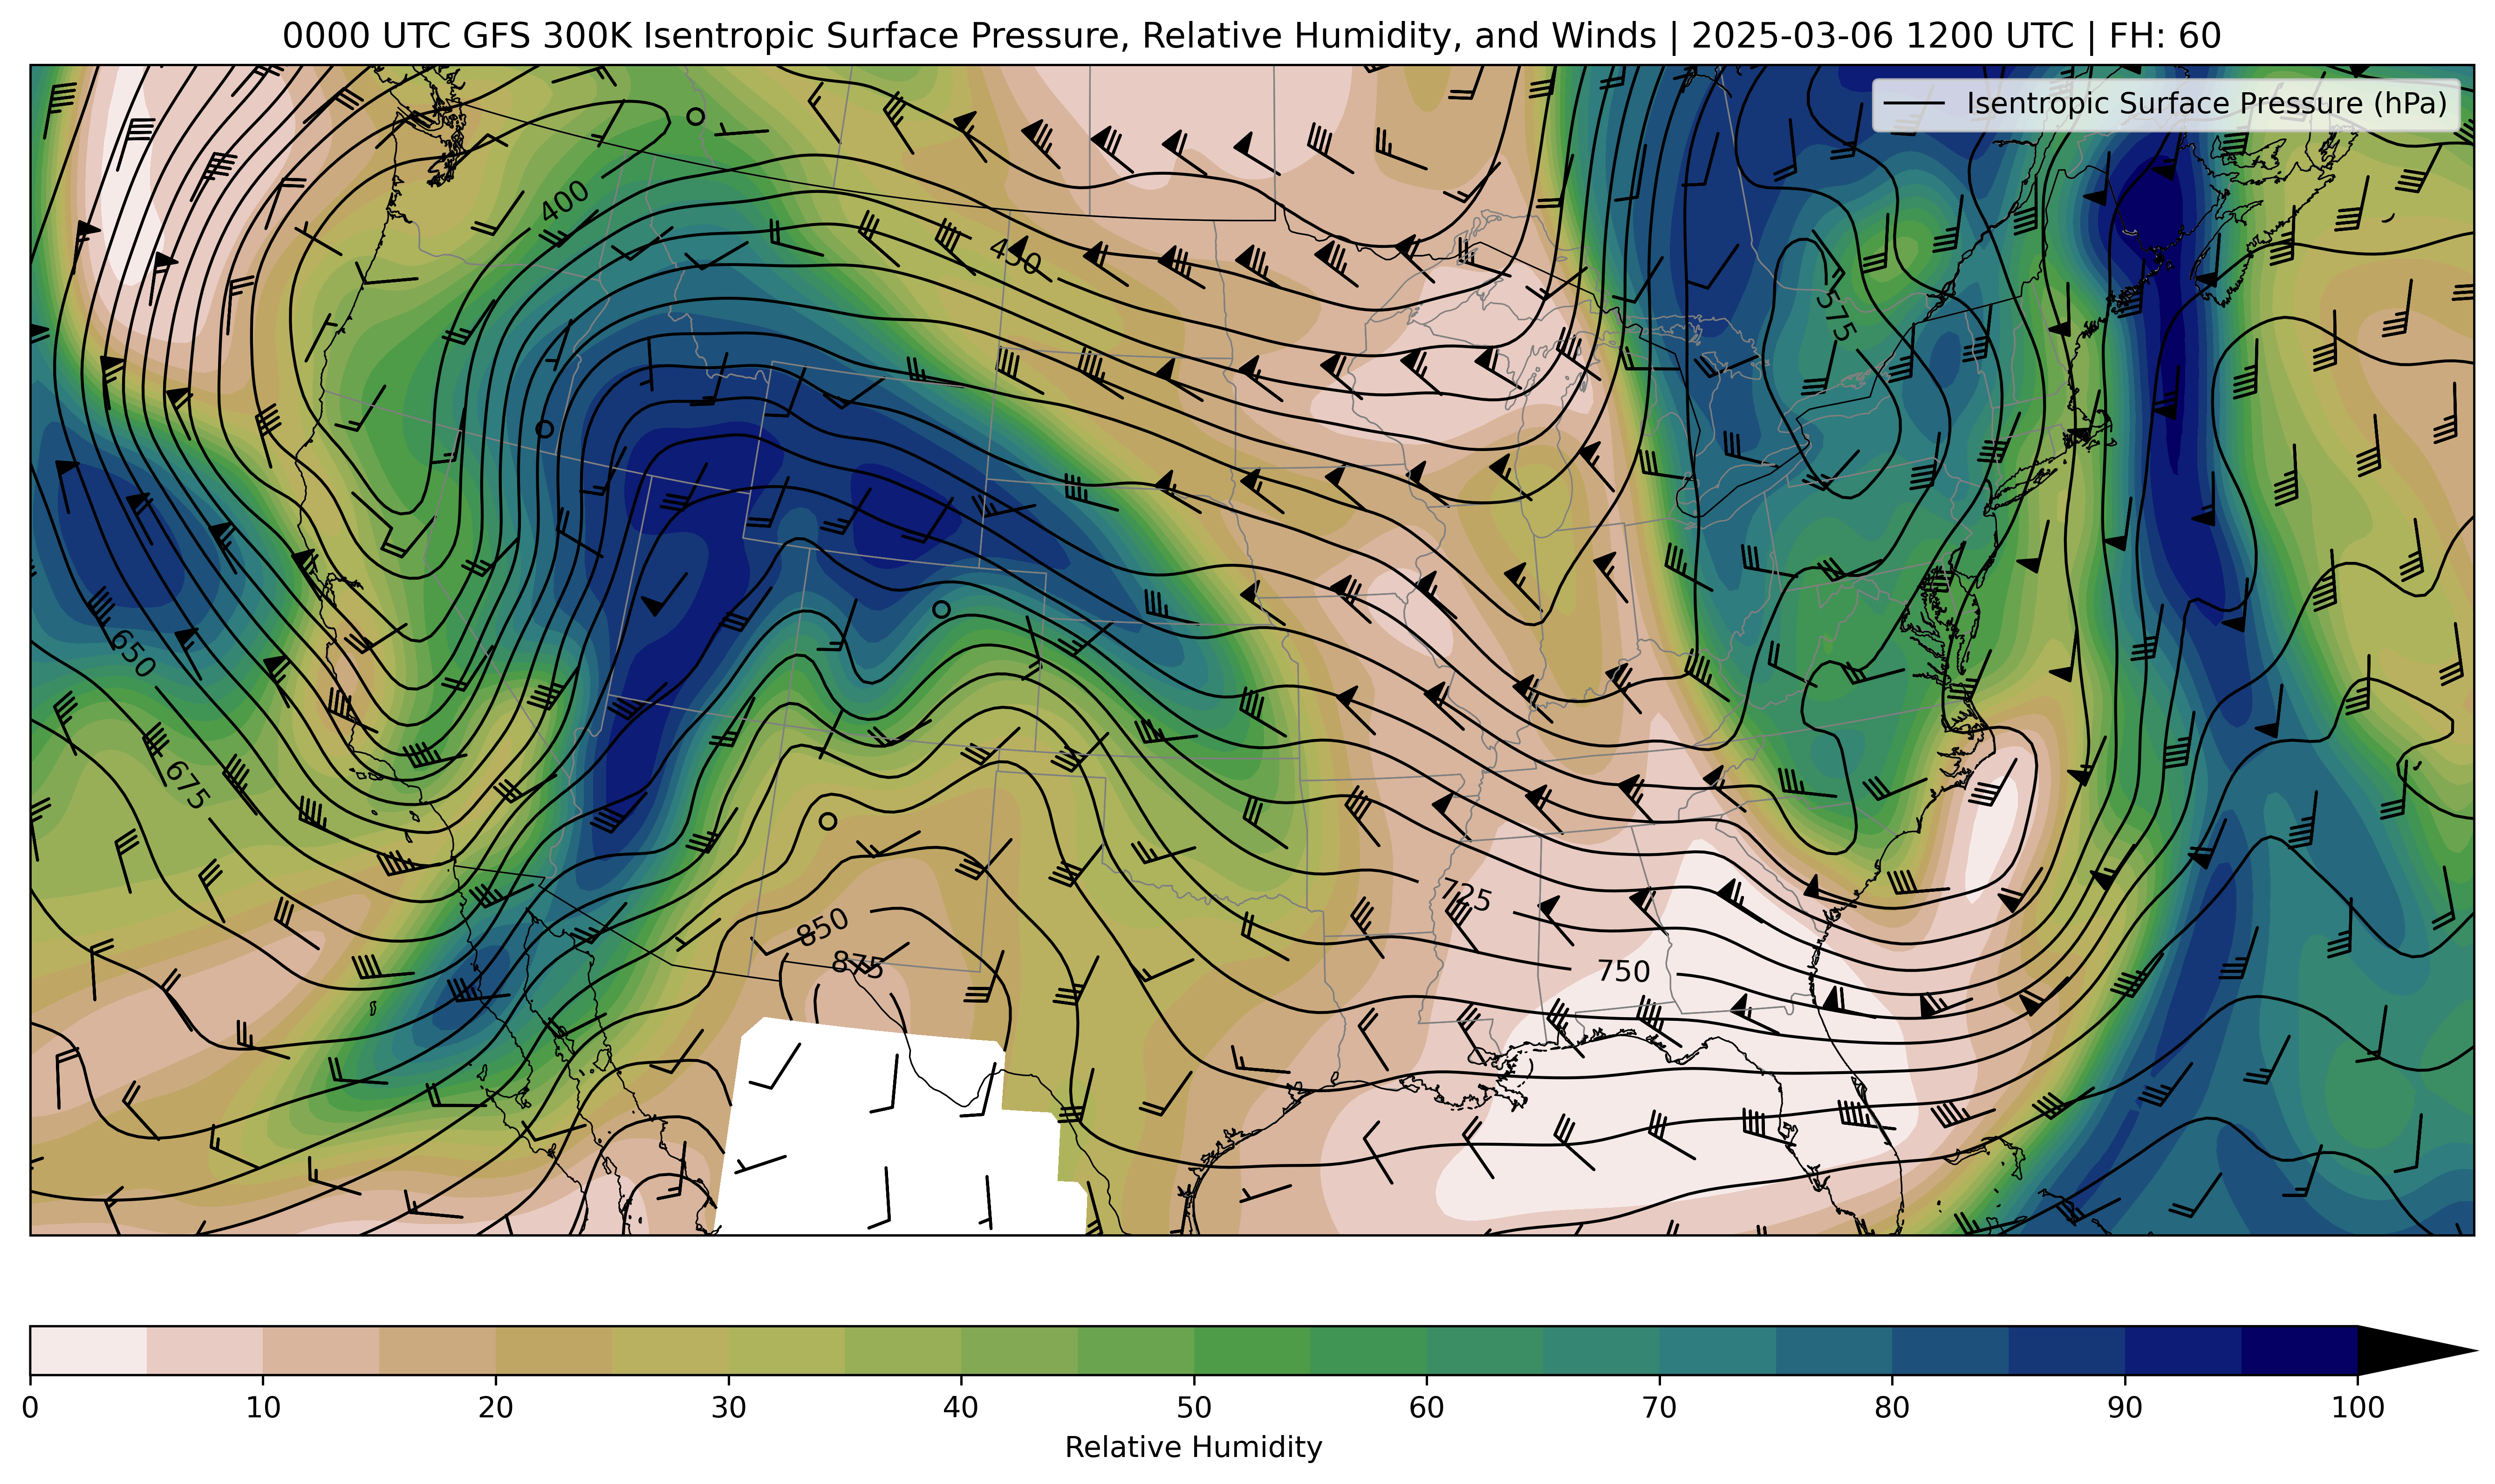 0000 UTC GFS 300K Isentropic Surface Pressure, Relative Humidity, and Winds | 2025-03-06 1200 UTC | FH: 60
Isentropic Surface Pressure (hPa)
400
450
575
650
675
725
750
850
875
0 10 20 30 40 50 60 70 80 90 100
Relative Humidity